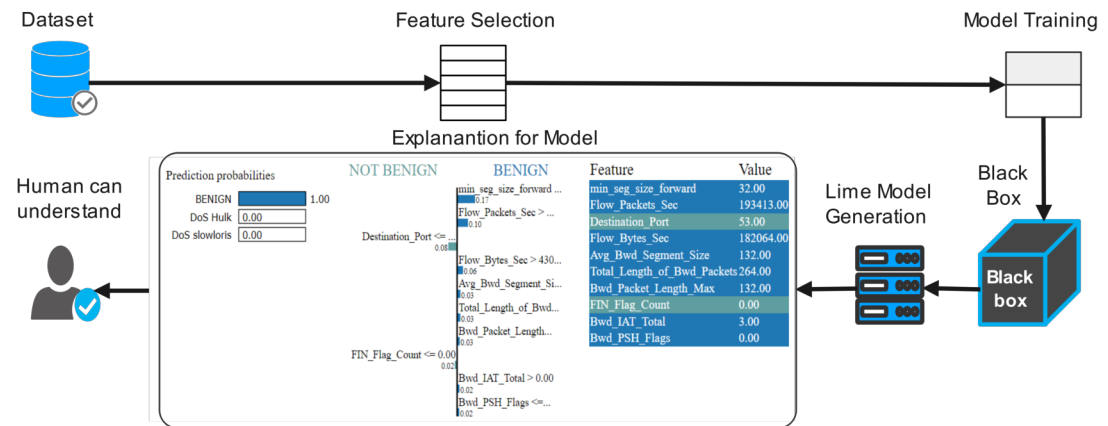 Dataset
Feature Selection
Model Training
Explanantion for Model
Human can
understand
Prediction probabilities
BENIGN 1.00
DoS Hulk 0.00
DoS slowloris 0.00
NOT BENIGN BENIGN
min_seg_size_forward ...
0.17
Flow_Packets_Sec > ...
0.10
Destination_Port <= ...
0.08
Flow_Bytes_Sec > 430...
0.06
Avg_Bwd_Segment_Si...
0.03
Total_Length_of_Bwd...
0.03
Bwd_Packet_Length...
0.03
FIN_Flag_Count <= 0.00
0.02
Bwd_IAT_Total > 0.00
0.02
Bwd_PSH_Flags <=...
0.02
Feature Value
min_seg_size_forward 32.00
Flow_Packets_Sec 193413.00
Destination_Port 53.00
Flow_Bytes_Sec 182064.00
Avg_Bwd_Segment_Size 132.00
Total_Length_of_Bwd_Packets 264.00
Bwd_Packet_Length_Max 132.00
FIN_Flag_Count 0.00
Bwd_IAT_Total 3.00
Bwd_PSH_Flags 0.00
Lime Model
Generation
Black
Box
Black
box